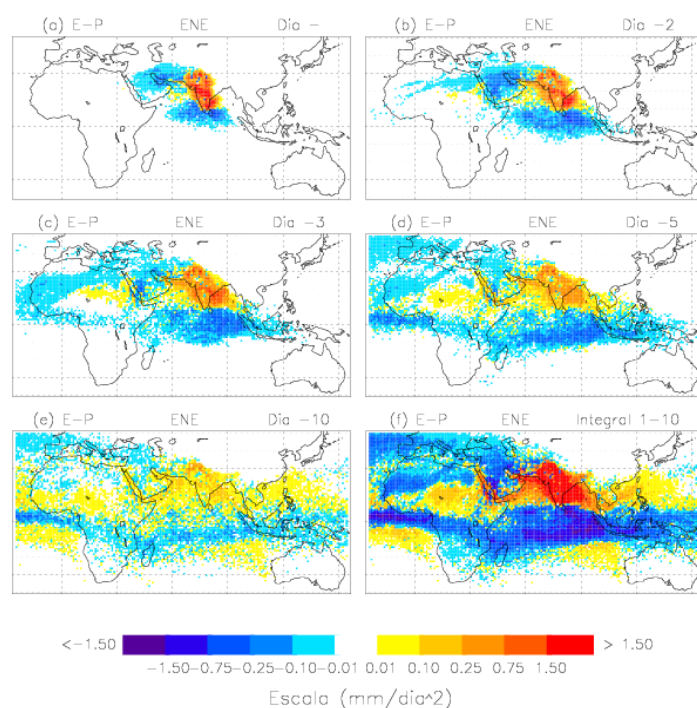 (a) E-P ENE Dia -
(b) E-P ENE Dia -2
(c) E-P ENE Dia -3
(d) E-P ENE Dia -5
(e) E-P ENE Dia -10
(f) E-P ENE Integral 1-10
<-1.50 > 1.50
-1.50-0.75-0.25-0.10-0.01 0.01 0.10 0.25 0.75 1.50
Escala (mm/dia^2)